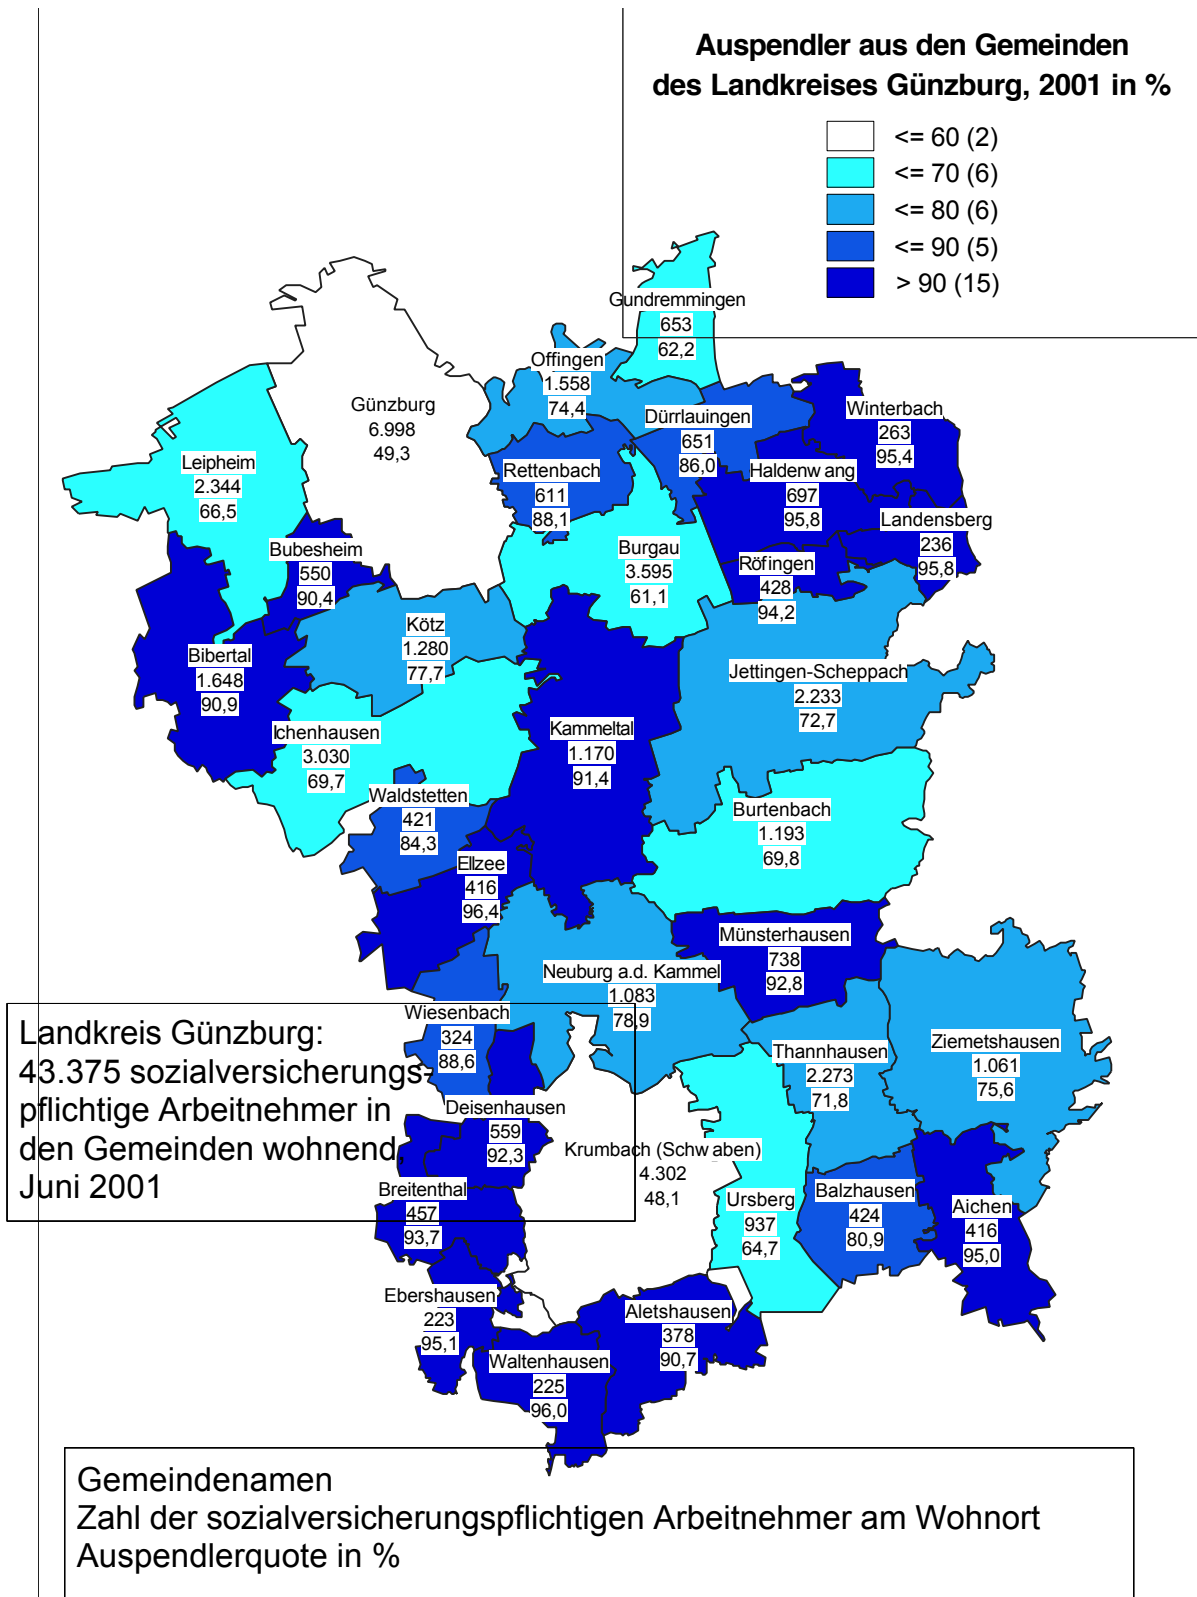 Auspendler aus den Gemeinden
des Landkreises Günzburg, 2001 in %
<= 60 (2)
<= 70 (6)
<= 80 (6)
<= 90 (5)
> 90 (15)
Gundremmingen
653
62,2
Offingen
1.558
74,4
Günzburg
6.998
49,3
Dürrlauingen
651
86,0
Winterbach
263
95,4
Leipheim
2.344
66,5
Rettenbach
611
88,1
Haldenwang
697
95,8
Landensberg
236
95,8
Bubesheim
550
90,4
Burgau
3.595
61,1
Röfingen
428
94,2
Kötz
1.280
77,7
Bibertal
1.648
90,9
Jettingen-Scheppach
2.233
72,7
Ichenhausen
3.030
69,7
Kammeltal
1.170
91,4
Waldstetten
421
84,3
Burtenbach
1.193
69,8
Ellzee
416
96,4
Münsterhausen
738
92,8
Neuburg a.d. Kammel
1.083
78,9
Wiesenbach
324
88,6
Thannhausen
2.273
71,8
Ziemetshausen
1.061
75,6
Landkreis Günzburg:
43.375 sozialversicherungs-
pflichtige Arbeitnehmer in
den Gemeinden wohnend,
Juni 2001
Deisenhausen
559
92,3
Krumbach (Schwaben)
4.302
48,1
Breitenthal
457
93,7
Ursberg
937
64,7
Balzhausen
424
80,9
Aichen
416
95,0
Ebershausen
223
95,1
Aletshausen
378
90,7
Waltenhausen
225
96,0
Gemeindenamen
Zahl der sozialversicherungspflichtigen Arbeitnehmer am Wohnort
Auspendlerquote in %